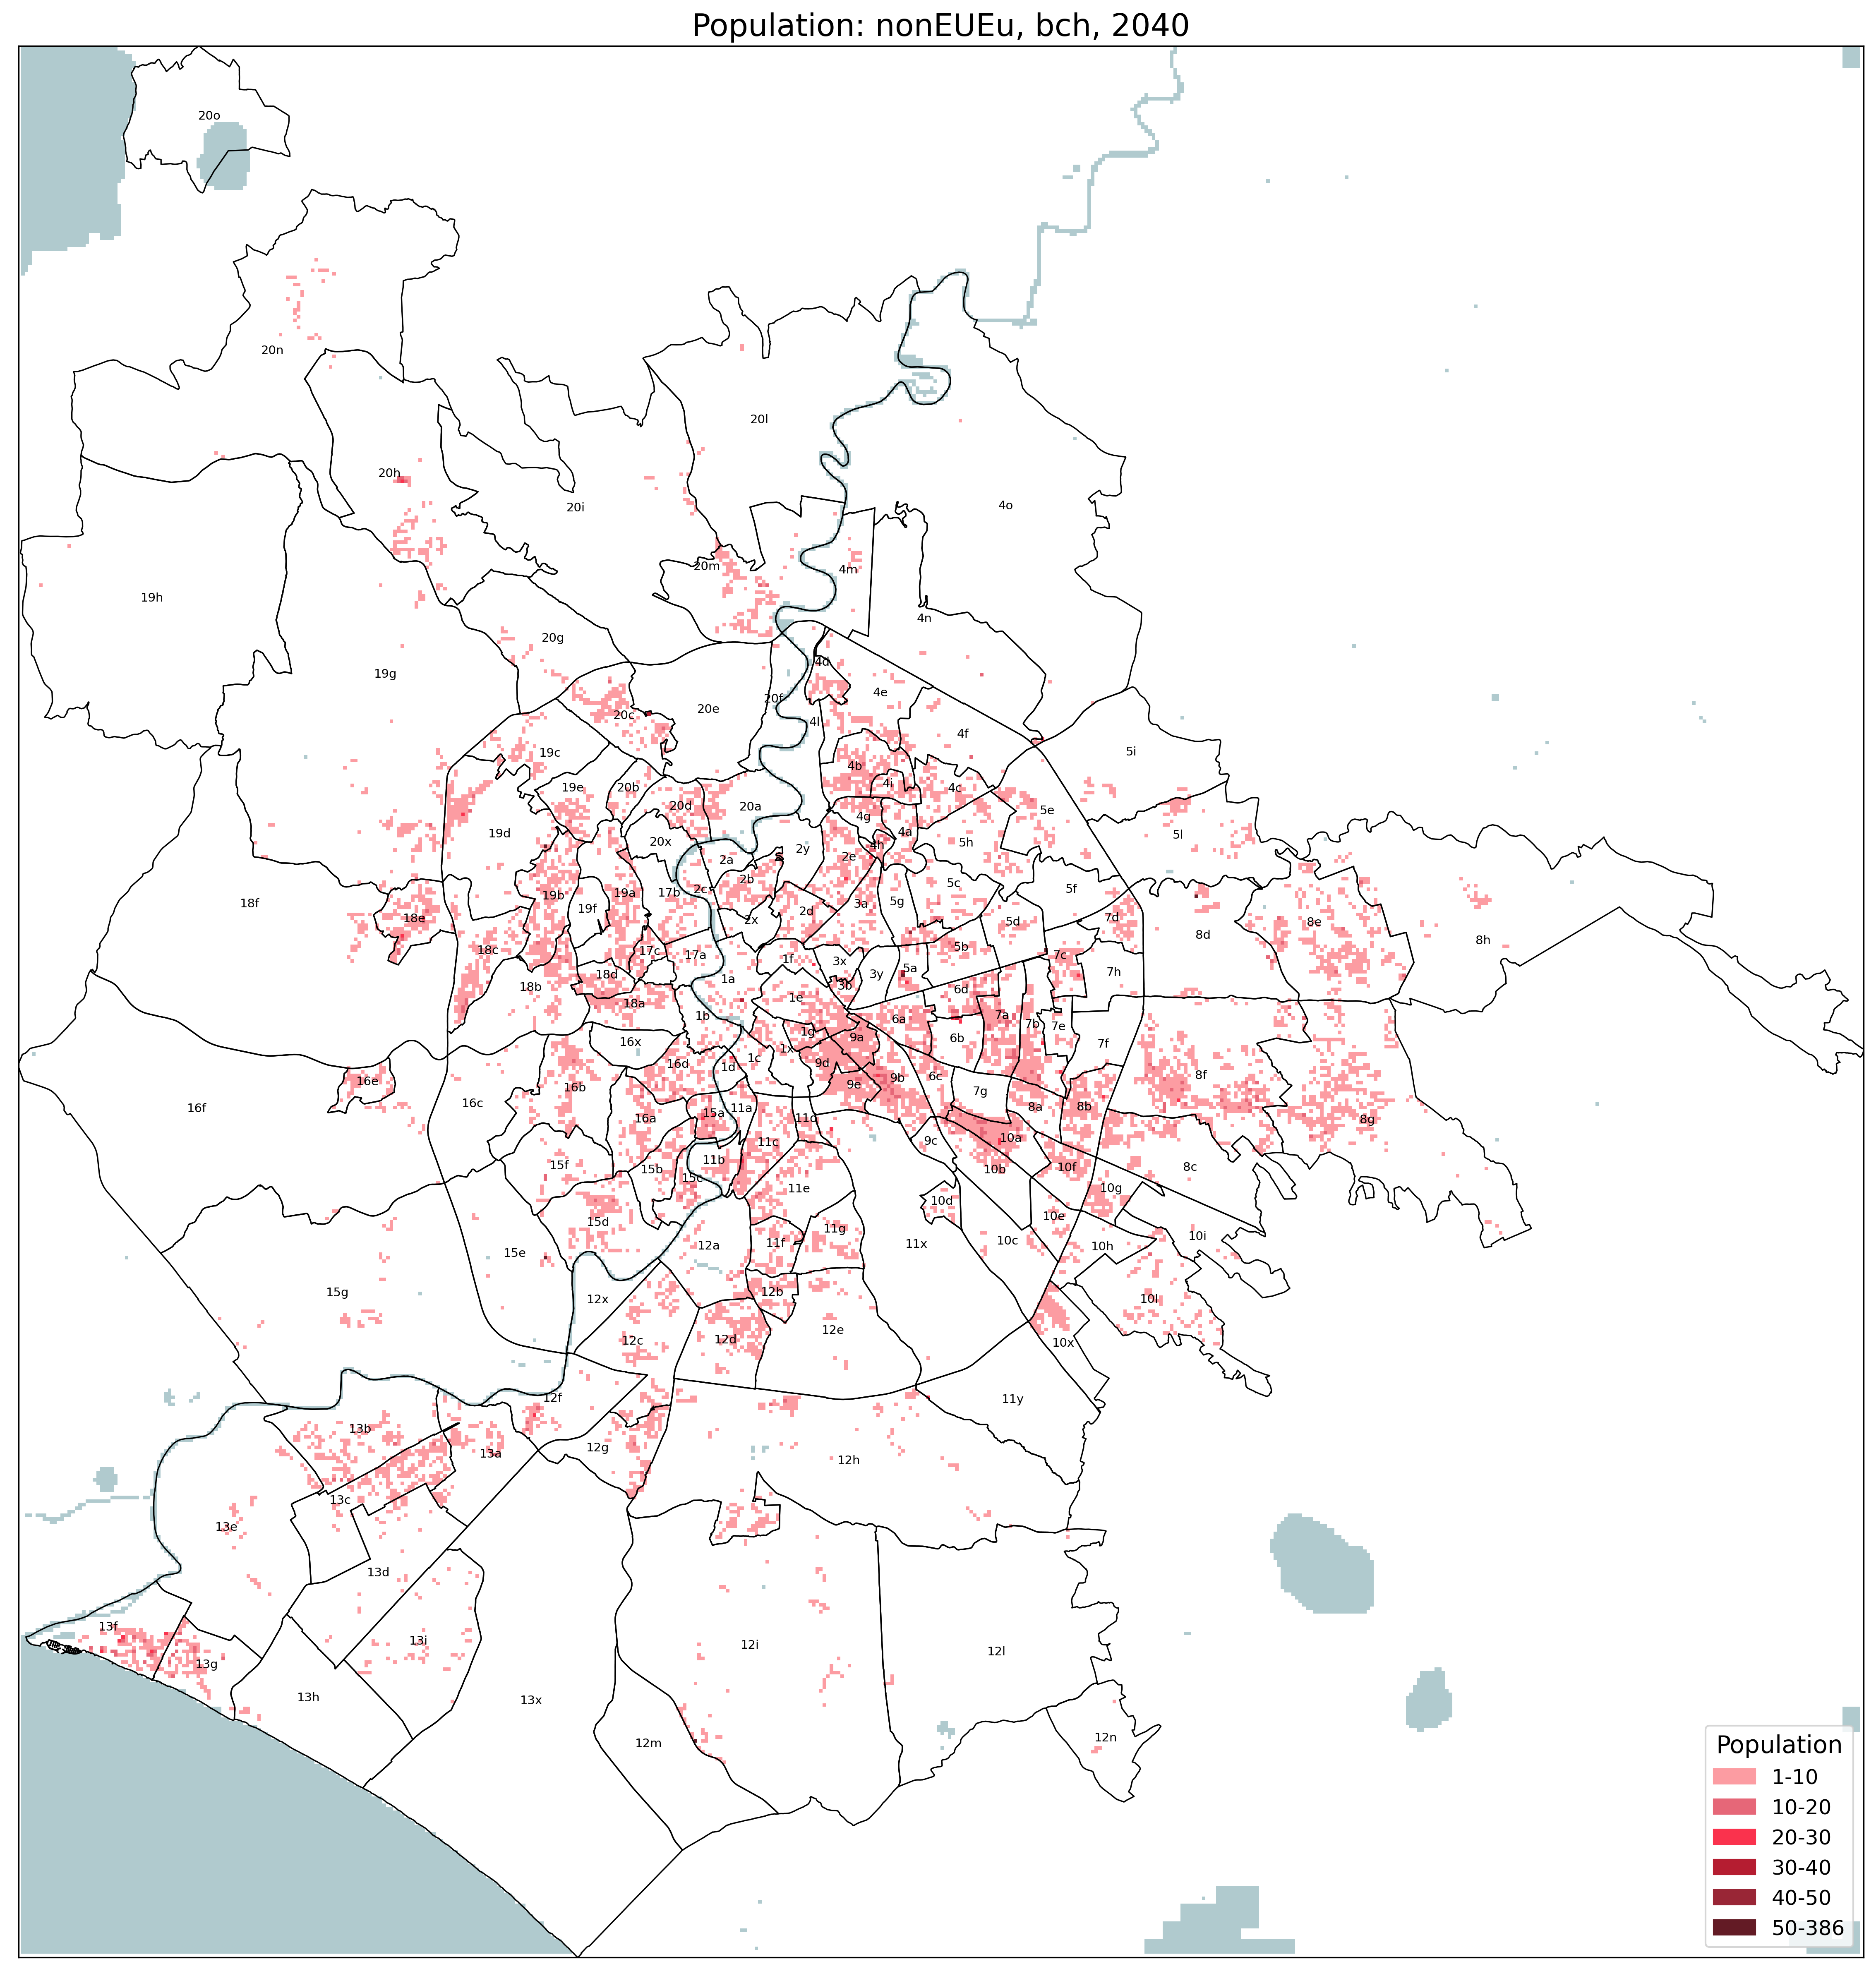 Population: nonEUEu, bch, 2040
20o
20n
20l
20h
20i
4o
20m
4m
19h
4n
20g
4d
19g
4e
20f
20e
20c
4l
4f
5i
19c
4b
4i
4c
19e
20b
20d
20a
5e
4g
19d
4a
5l
20x
4h
5h
2y
2a
2e
2b
5c
5f
2c
17b
19a
19b
18f
3a
5g
19f
2d
18e
7d
2x
5d
8e
8d
8h
5b
18c
17c
17a
7c
1f
3x
5a
7h
18d
3y
1a
18b
3b
6d
1e
18a
1b
7a
6a
7b
7e
1g
9a
6b
16x
7f
1x
1c
9d
16d
1d
6c
8f
9b
16e
9e
16b
7g
16c
16f
11a
8a
8b
15a
16a
11d
8g
10a
11c
9c
11b
15f
15b
10b
10f
8c
15c
11e
10g
10d
10e
15d
11g
10i
10c
11x
11f
12a
10h
15e
15g
12b
12x
10l
12e
12d
12c
10x
12f
11y
13b
12g
13a
12h
13c
13e
13d
13f
13i
12i
12l
13g
13h
13x
12n
12m
Population
1-10
10-20
20-30
30-40
40-50
50-386